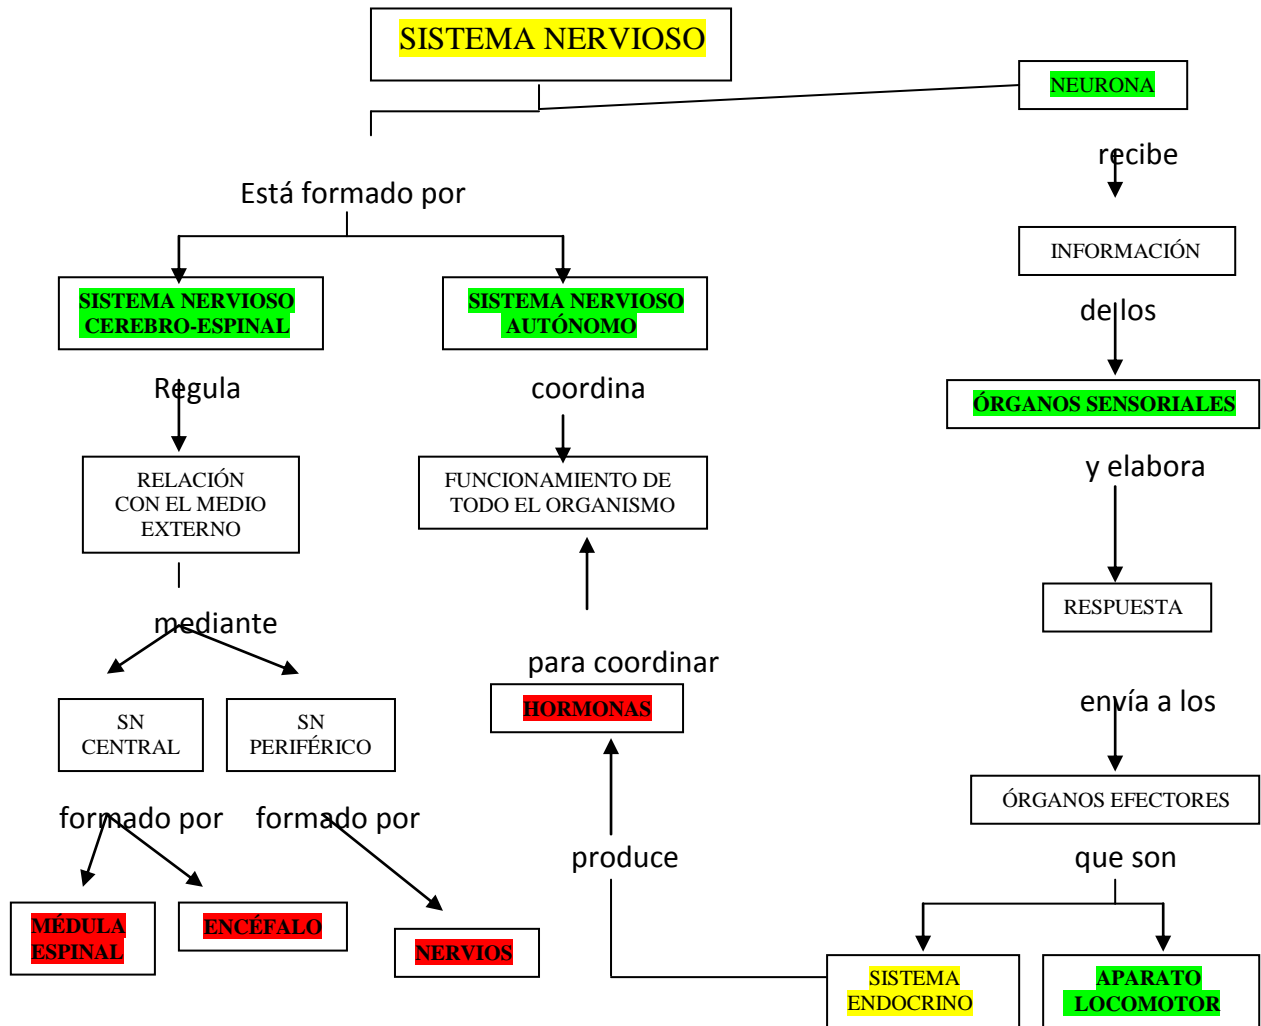 SISTEMA NERVIOSO
NEURONA
recibe
Está formado por
INFORMACIÓN
SISTEMA NERVIOSO
CEREBRO-ESPINAL
SISTEMA NERVIOSO
AUTÓNOMO
de los
Regula
coordina
ÓRGANOS SENSORIALES
RELACIÓN
CON EL MEDIO
EXTERNO
FUNCIONAMIENTO DE
TODO EL ORGANISMO
y elabora
RESPUESTA
mediante
para coordinar
HORMONAS
SN
CENTRAL
SN
PERIFÉRICO
envía a los
ÓRGANOS EFECTORES
formado por
formado por
produce
que son
MÉDULA
ESPINAL
ENCÉFALO
NERVIOS
SISTEMA
ENDOCRINO
APARATO
LOCOMOTOR